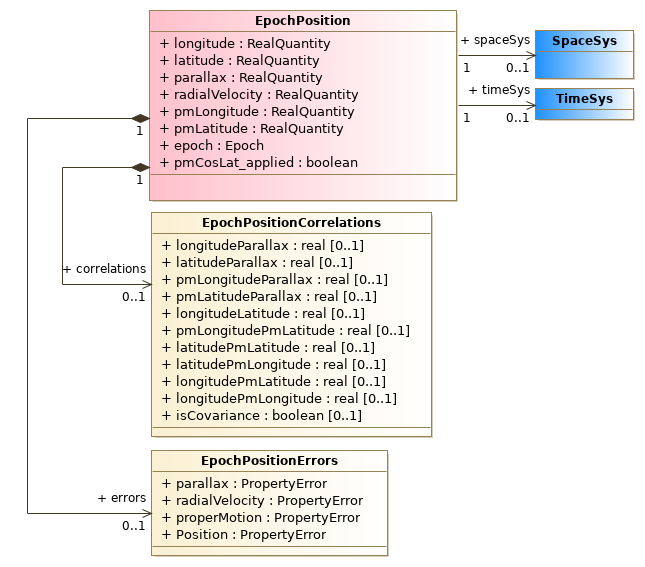 EpochPosition
+ longitude : RealQuantity
+ latitude : RealQuantity
+ parallax : RealQuantity
+ radialVelocity : RealQuantity
+ pmLongitude : RealQuantity
+ pmLatitude : RealQuantity
+ epoch : Epoch
+ pmCosLat_applied : boolean
+ spaceSys
1
0..1
SpaceSys
+ timeSys
1
0..1
TimeSys
1
1
EpochPositionCorrelations
+ longitudeParallax : real [0..1]
+ latitudeParallax : real [0..1]
+ pmLongitudeParallax : real [0..1]
+ pmLatitudeParallax : real [0..1]
+ longitudeLatitude : real [0..1]
+ pmLongitudePmLatitude : real [0..1]
+ latitudePmLatitude : real [0..1]
+ latitudePmLongitude : real [0..1]
+ longitudePmLatitude : real [0..1]
+ longitudePmLongitude : real [0..1]
+ isCovariance : boolean [0..1]
+ correlations
0..1
EpochPositionErrors
+ parallax : PropertyError
+ radialVelocity : PropertyError
+ properMotion : PropertyError
+ Position : PropertyError
+ errors
0..1